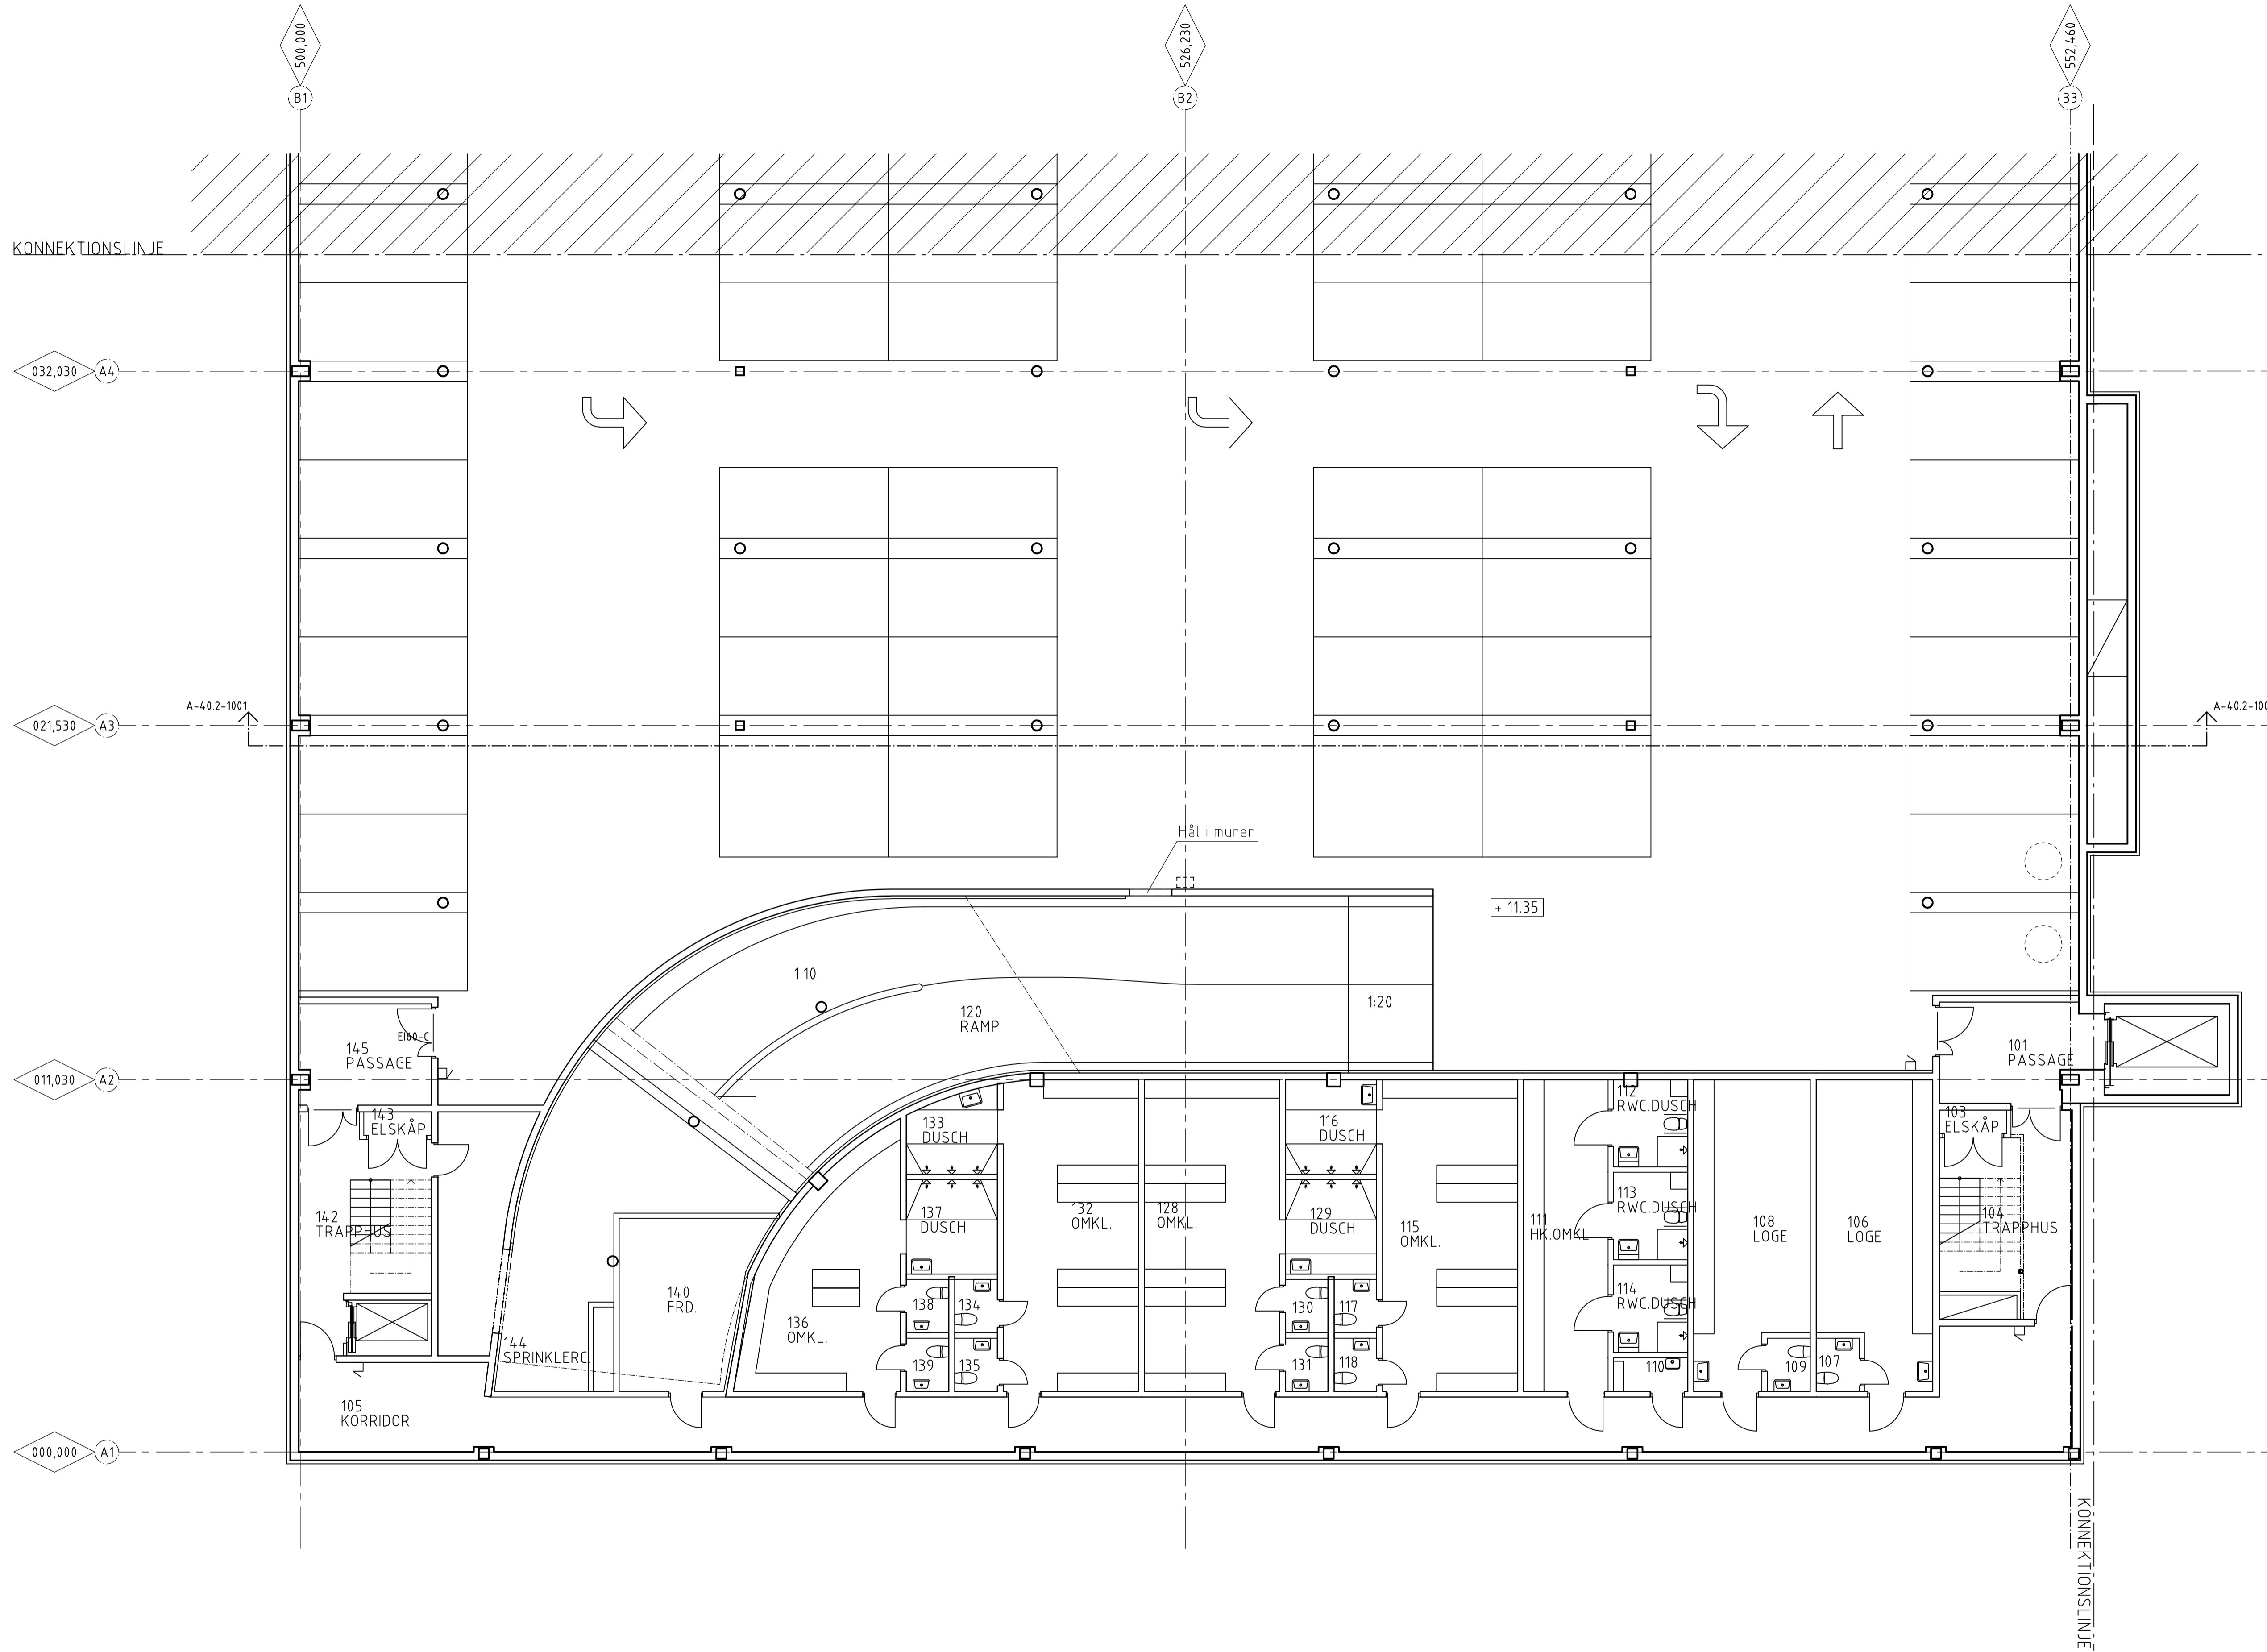 500,000
526,230
552,460
B1
B2
B3
KONNEKTIONSLINJE
032,030
A4
A-40.2-1001
021,530
A3
Hål i muren
+ 11.35
1:10
1:20
120
RAMP
EI60-C
145
PASSAGE
101
PASSAGE
011,030
A2
143
ELSKÅP
133
DUSCH
116
DUSCH
112
RWC.DUSCH
103
ELSKÅP
142
TRAPPHUS
137
DUSCH
132
OMKL.
128
OMKL.
129
DUSCH
115
OMKL.
111
HK.OMKL
113
RWC.DUSCH
108
LOGE
106
LOGE
104
TRAPPHUS
140
FRD.
136
OMKL.
138
134
130
117
114
RWC.DUSCH
144
SPRINKLERC.
139
135
131
118
110
109
107
105
KORRIDOR
000,000
A1
KONNEKTIONSLINJE